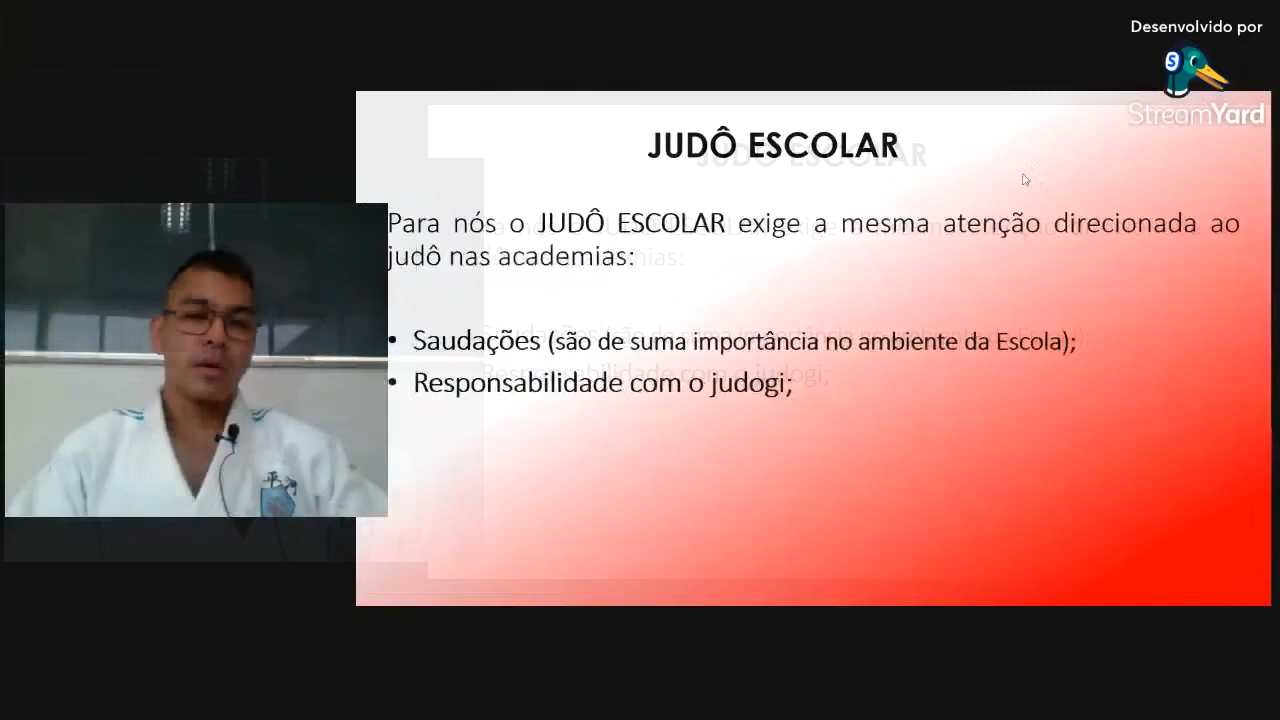 Desenvolvido por
S
StreamYard
JUDÔ ESCOLAR
Para nós o JUDÔ ESCOLAR exige a mesma atenção direcionada ao
judô nas academias:
• Saudações (são de suma importância no ambiente da Escola);
• Responsabilidade com o judogi;